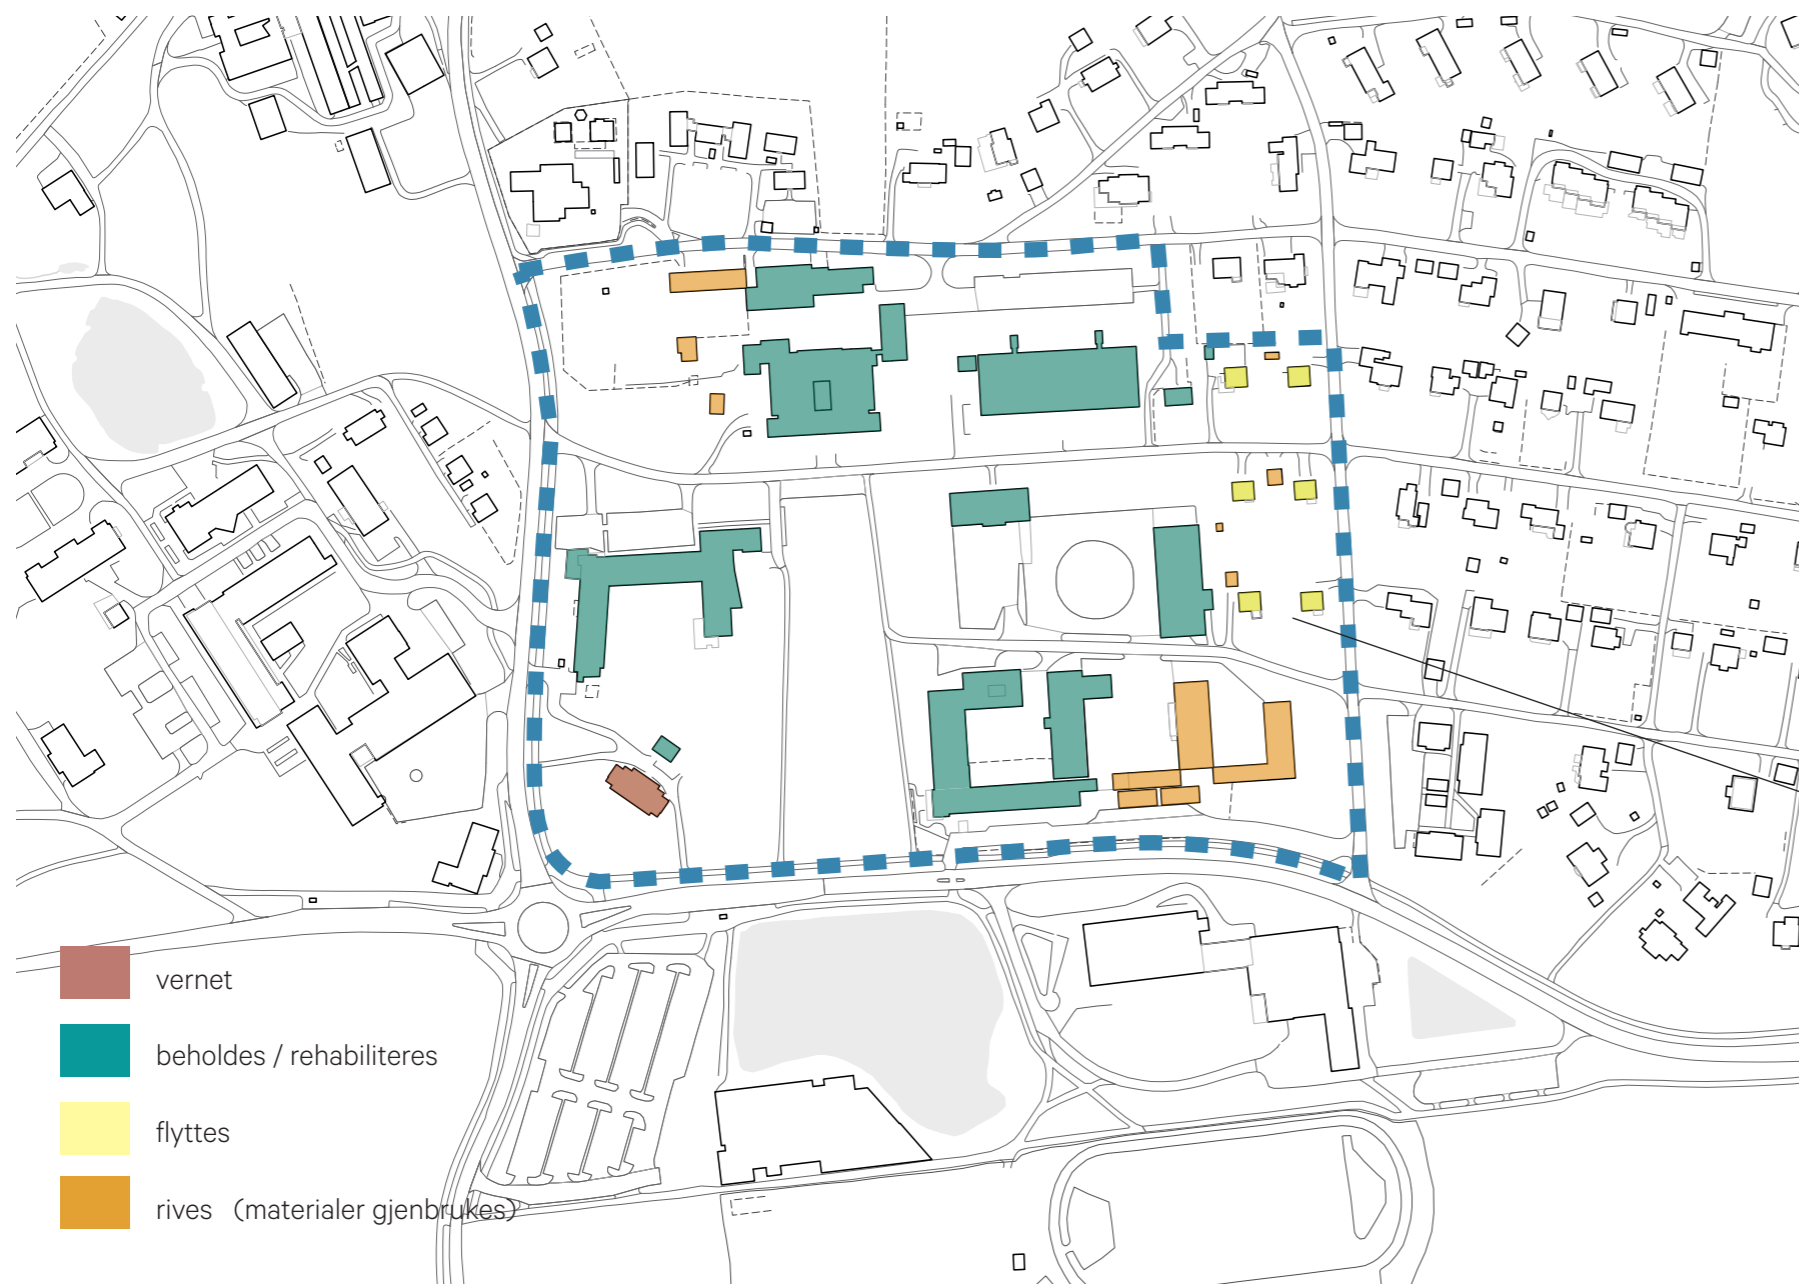 vernet
beholdes / rehabiliteres
flyttes
rives (materialer gjenbrukes)